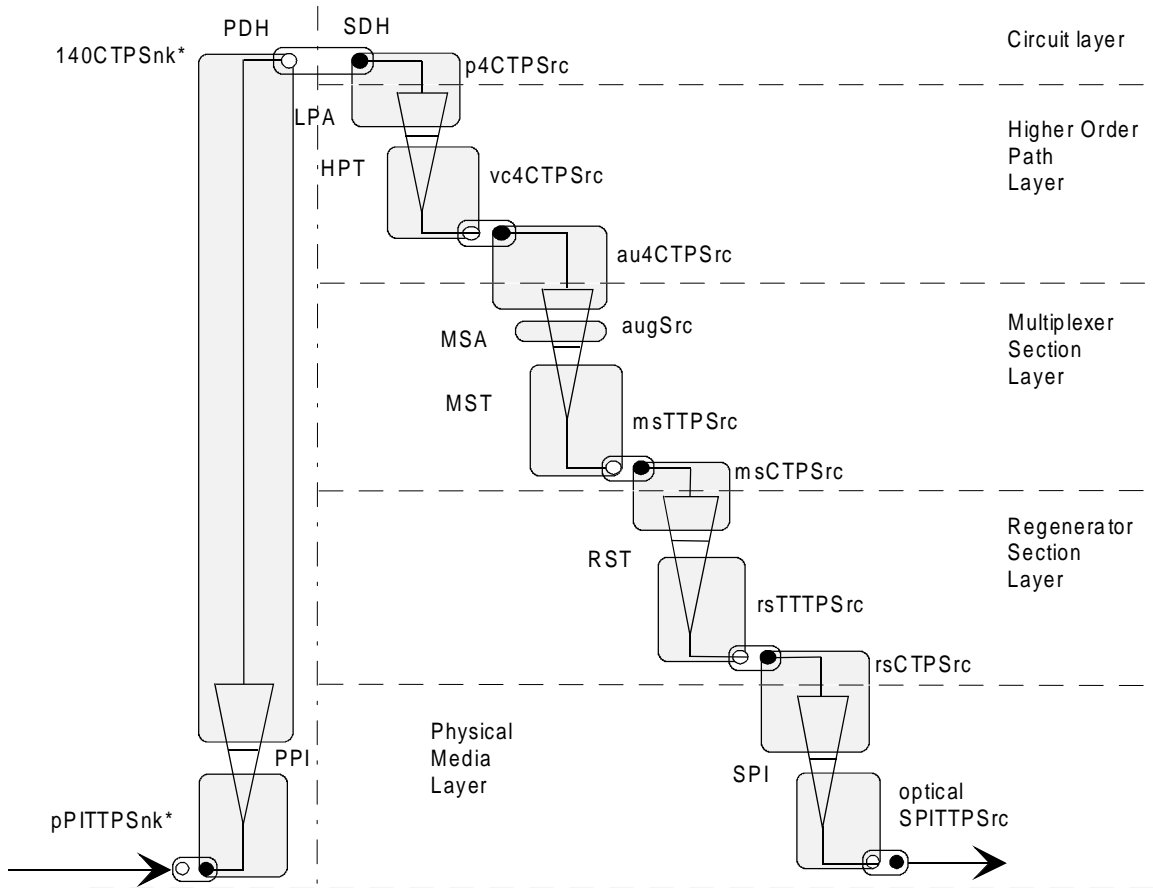 PDH
SDH
140CTPSnk*
p4CTPSrc
Circuit layer
LPA
Higher Order
Path
Layer
HPT
vc4CTPSrc
au4CTPSrc
MSA
augSrc
Multiplexer
Section
Layer
MST
msTTPSrc
msCTPSrc
RST
Regenerator
Section
Layer
rsTTTPSrc
rsCTPSrc
Physical
Media
Layer
PPI
SPI
optical
SPITTPSrc
pPITTPSnk*